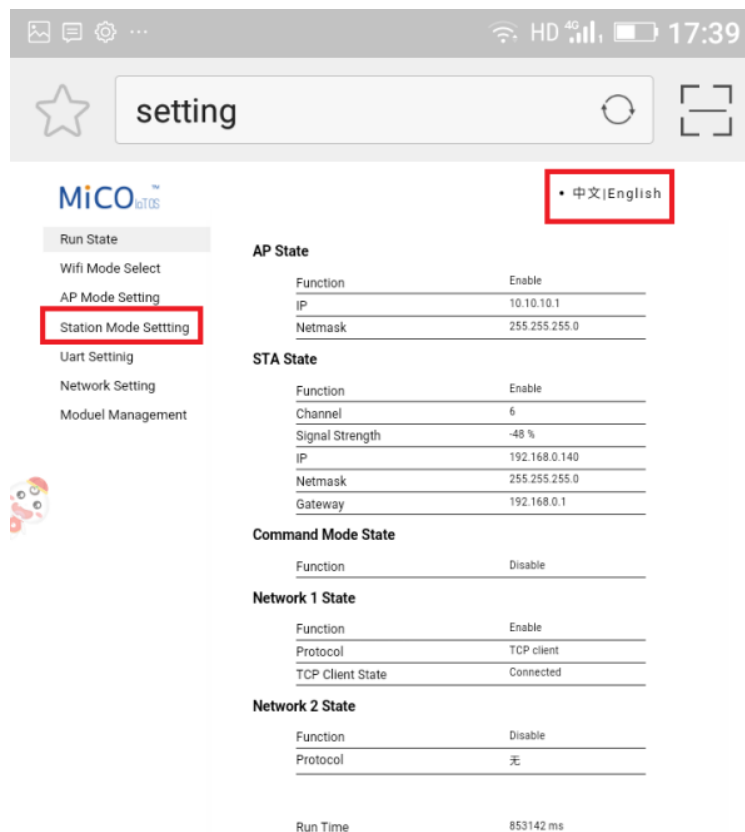 HD 4G 17:39
setting
MiCO IoTOS™
• 中文|English
Run State
Wifi Mode Select
AP Mode Setting
Station Mode Settting
Uart Settinig
Network Setting
Moduel Management
AP State
Function Enable
IP 10.10.10.1
Netmask 255.255.255.0
STA State
Function Enable
Channel 6
Signal Strength -48 %
IP 192.168.0.140
Netmask 255.255.255.0
Gateway 192.168.0.1
Command Mode State
Function Disable
Network 1 State
Function Enable
Protocol TCP client
TCP Client State Connected
Network 2 State
Function Disable
Protocol 无
Run Time 853142 ms